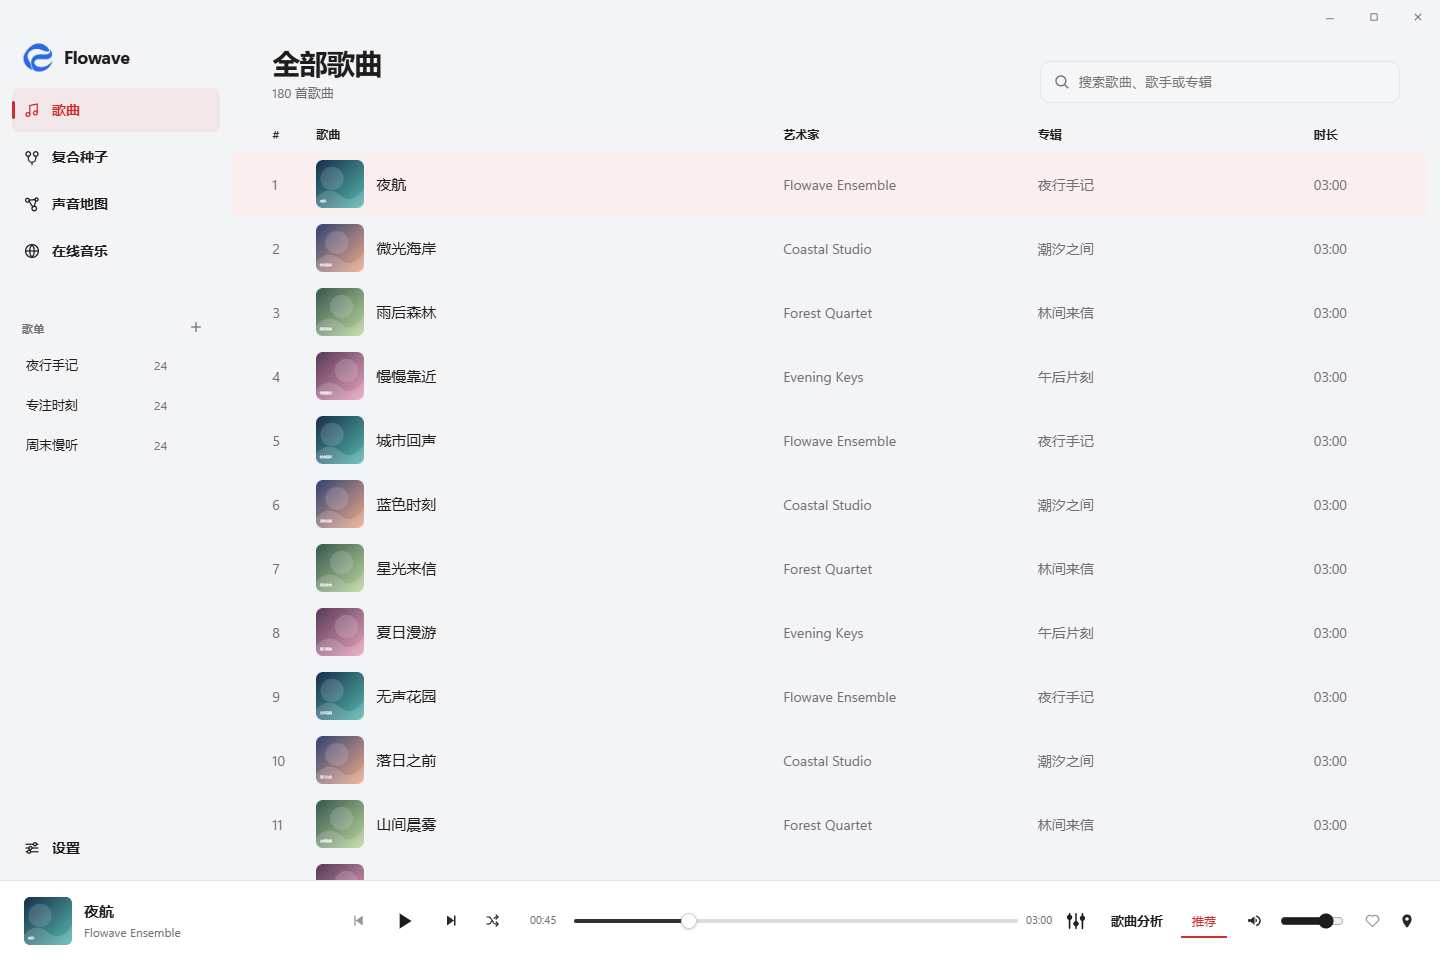 Flowave
歌曲
复合种子
声音地图
在线音乐
歌单
夜行手记 24
专注时刻 24
周末慢听 24
设置
全部歌曲
180 首歌曲
搜索歌曲、歌手或专辑
# 歌曲 艺术家 专辑 时长
1 夜航 Flowave Ensemble 夜行手记 03:00
2 微光海岸 Coastal Studio 潮汐之间 03:00
3 雨后森林 Forest Quartet 林间来信 03:00
4 慢慢靠近 Evening Keys 午后片刻 03:00
5 城市回声 Flowave Ensemble 夜行手记 03:00
6 蓝色时刻 Coastal Studio 潮汐之间 03:00
7 星光来信 Forest Quartet 林间来信 03:00
8 夏日漫游 Evening Keys 午后片刻 03:00
9 无声花园 Flowave Ensemble 夜行手记 03:00
10 落日之前 Coastal Studio 潮汐之间 03:00
11 山间晨雾 Forest Quartet 林间来信 03:00
夜航
Flowave Ensemble
00:45 03:00 歌曲分析 推荐